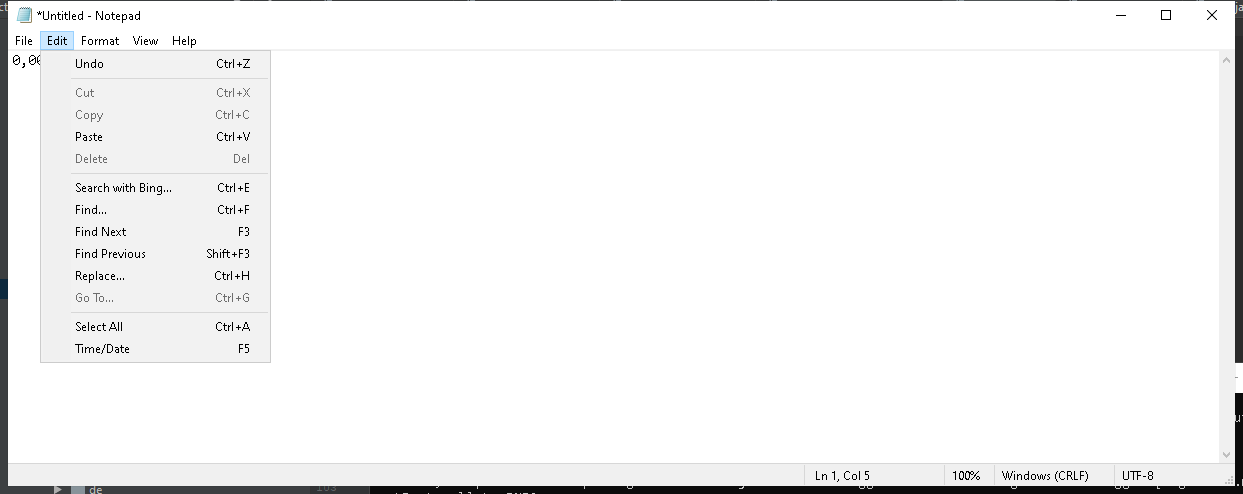 *Untitled - Notepad
File Edit Format View Help
0,00
Undo Ctrl+Z
Cut Ctrl+X
Copy Ctrl+C
Paste Ctrl+V
Delete Del
Search with Bing... Ctrl+E
Find... Ctrl+F
Find Next F3
Find Previous Shift+F3
Replace... Ctrl+H
Go To... Ctrl+G
Select All Ctrl+A
Time/Date F5
Ln 1, Col 5 100% Windows (CRLF) UTF-8
de